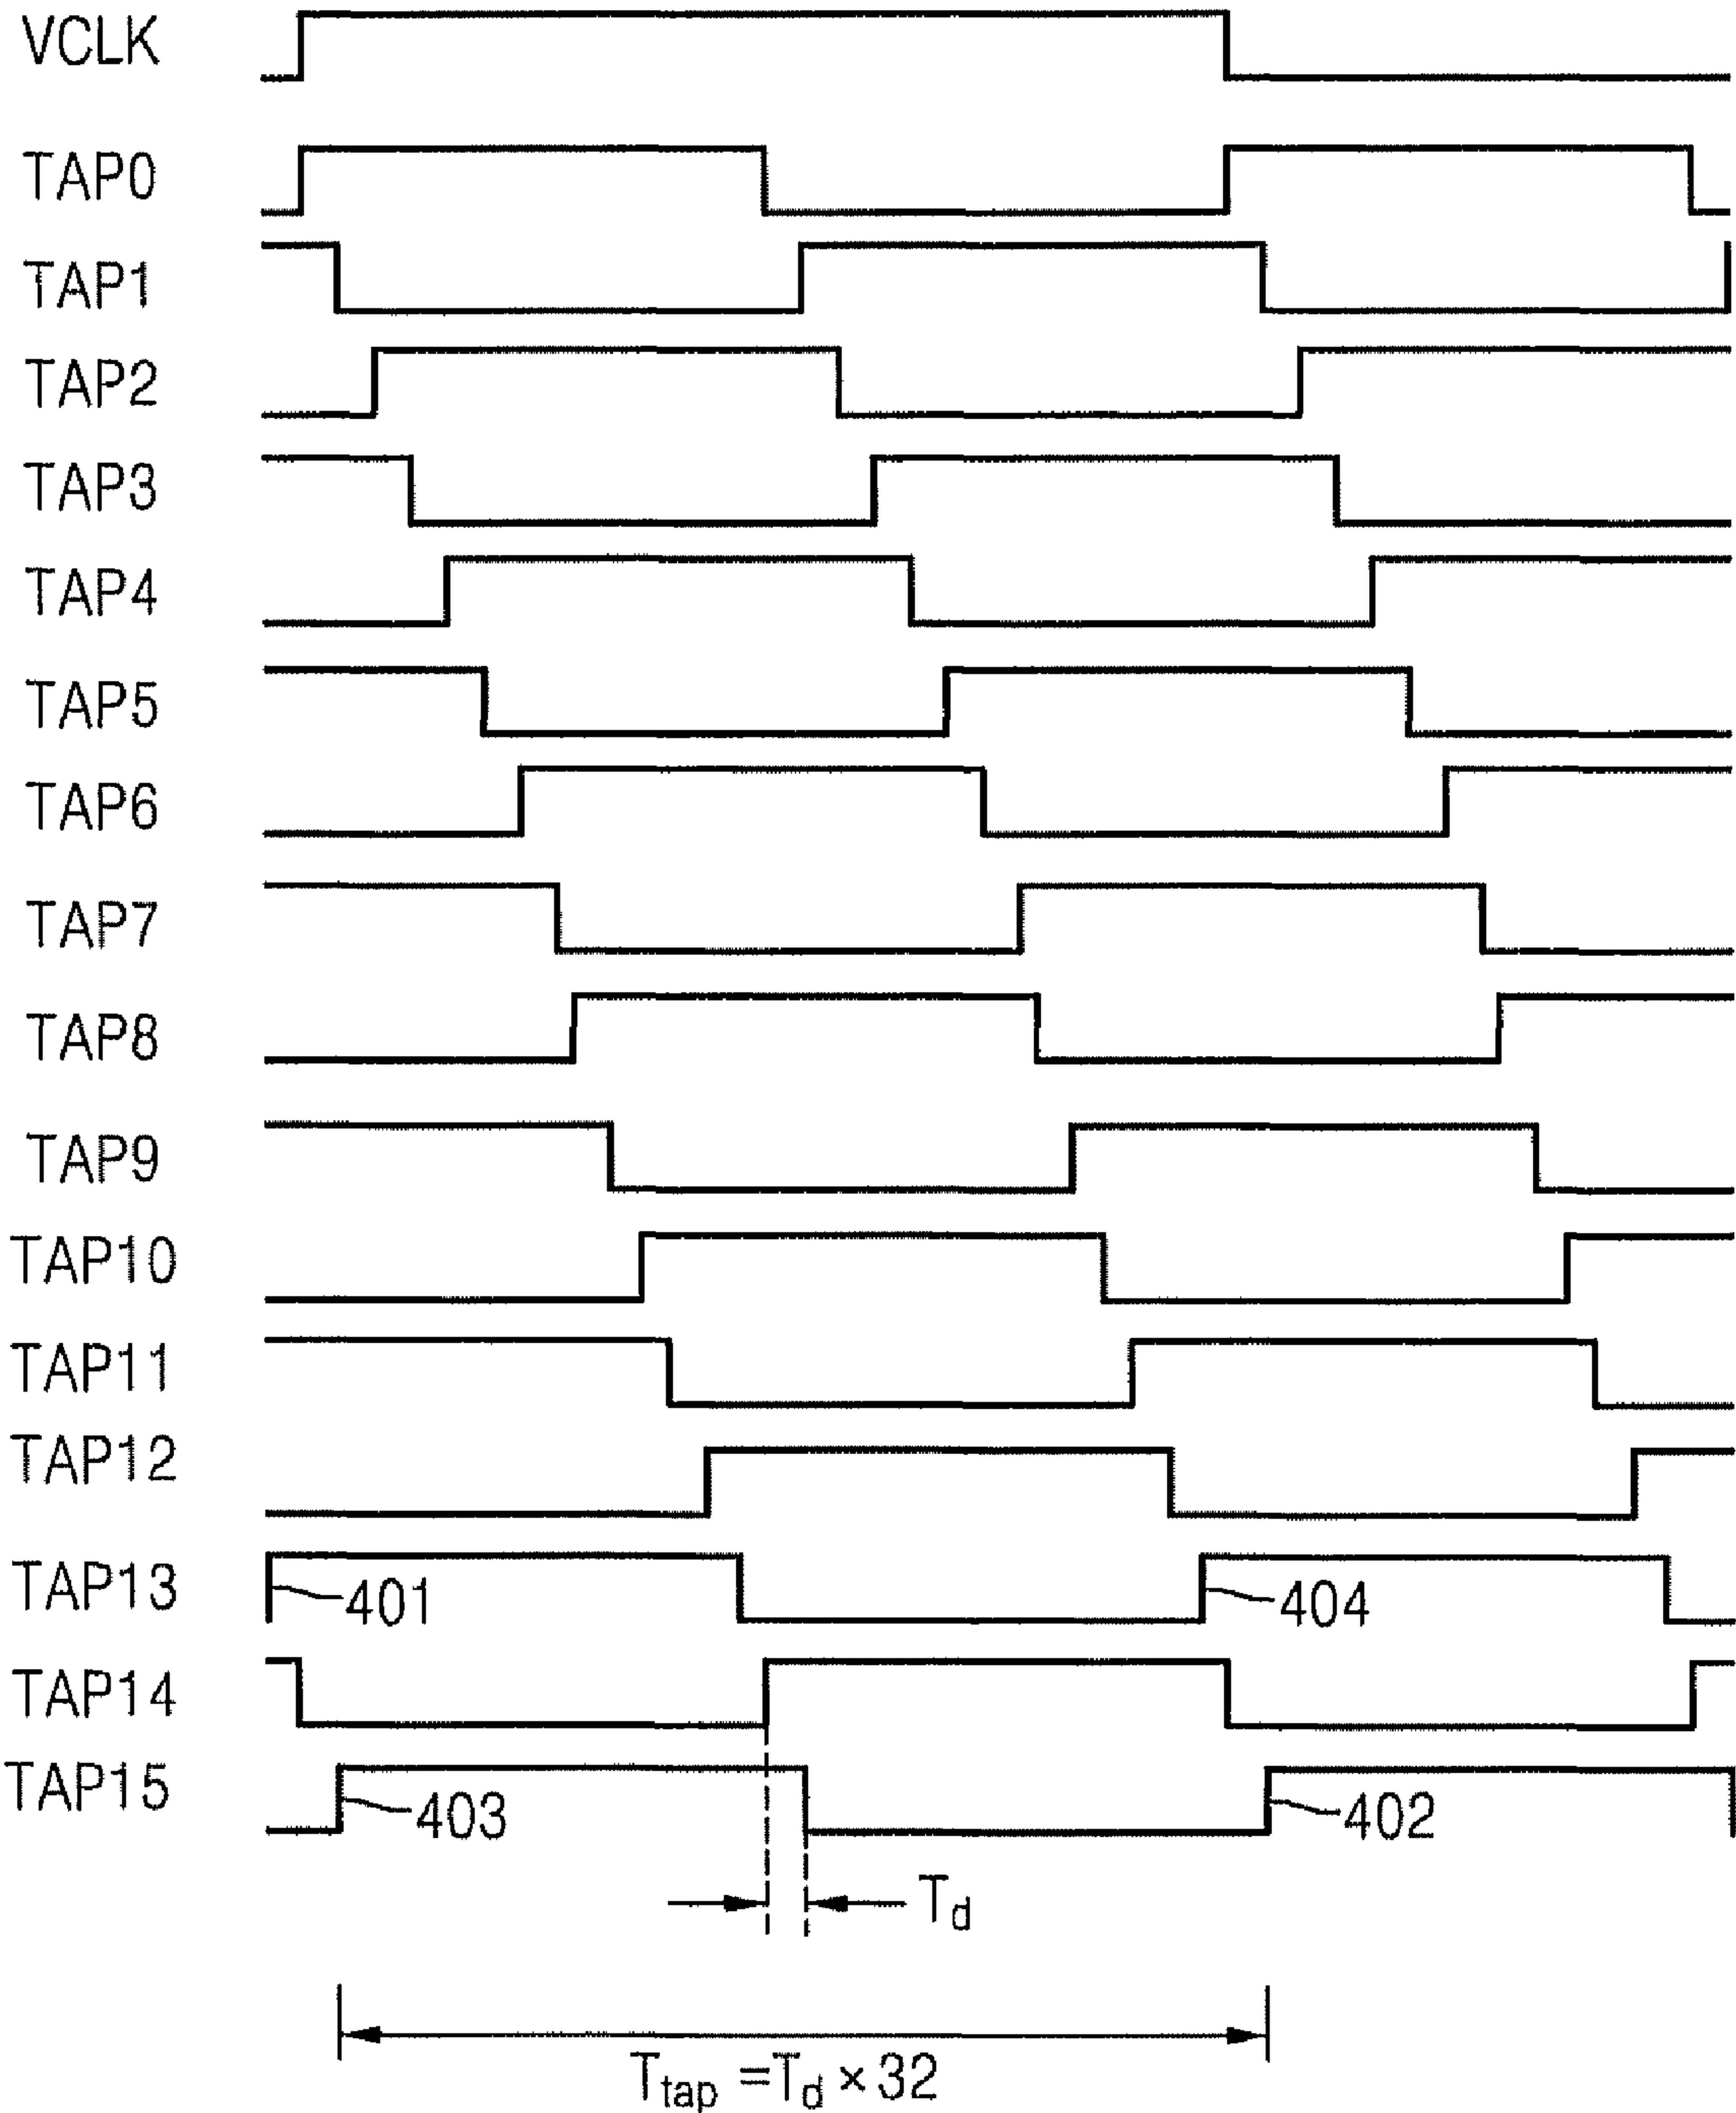 VCLK
TAP0
TAP1
TAP2
TAP3
TAP4
TAP5
TAP6
TAP7
TAP8
TAP9
TAP10
TAP11
TAP12
TAP13
401
404
TAP14
TAP15
403
402
Td
Ttap = Td × 32